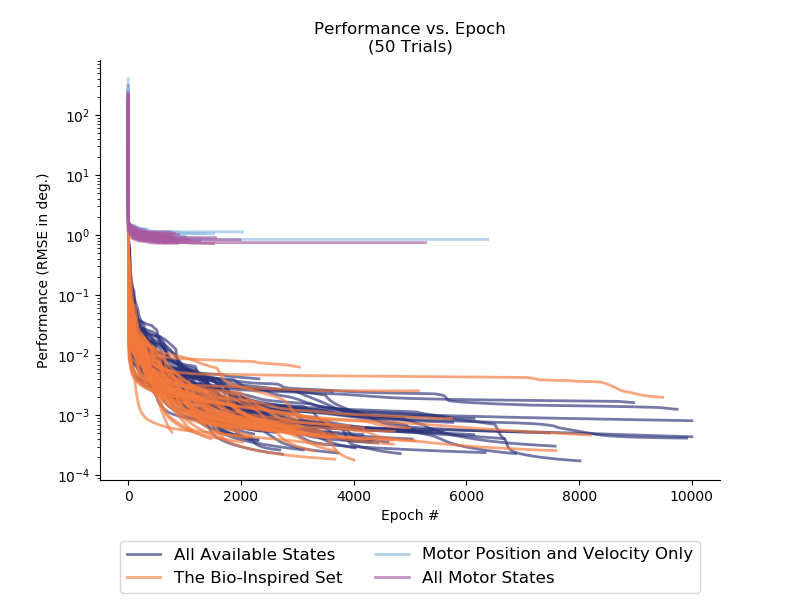 Performance vs. Epoch
(50 Trials)
Performance (RMSE in deg.)
10²
10¹
10⁰
10⁻¹
10⁻²
10⁻³
10⁻⁴
0 2000 4000 6000 8000 10000
Epoch #
All Available States Motor Position and Velocity Only
The Bio-Inspired Set All Motor States